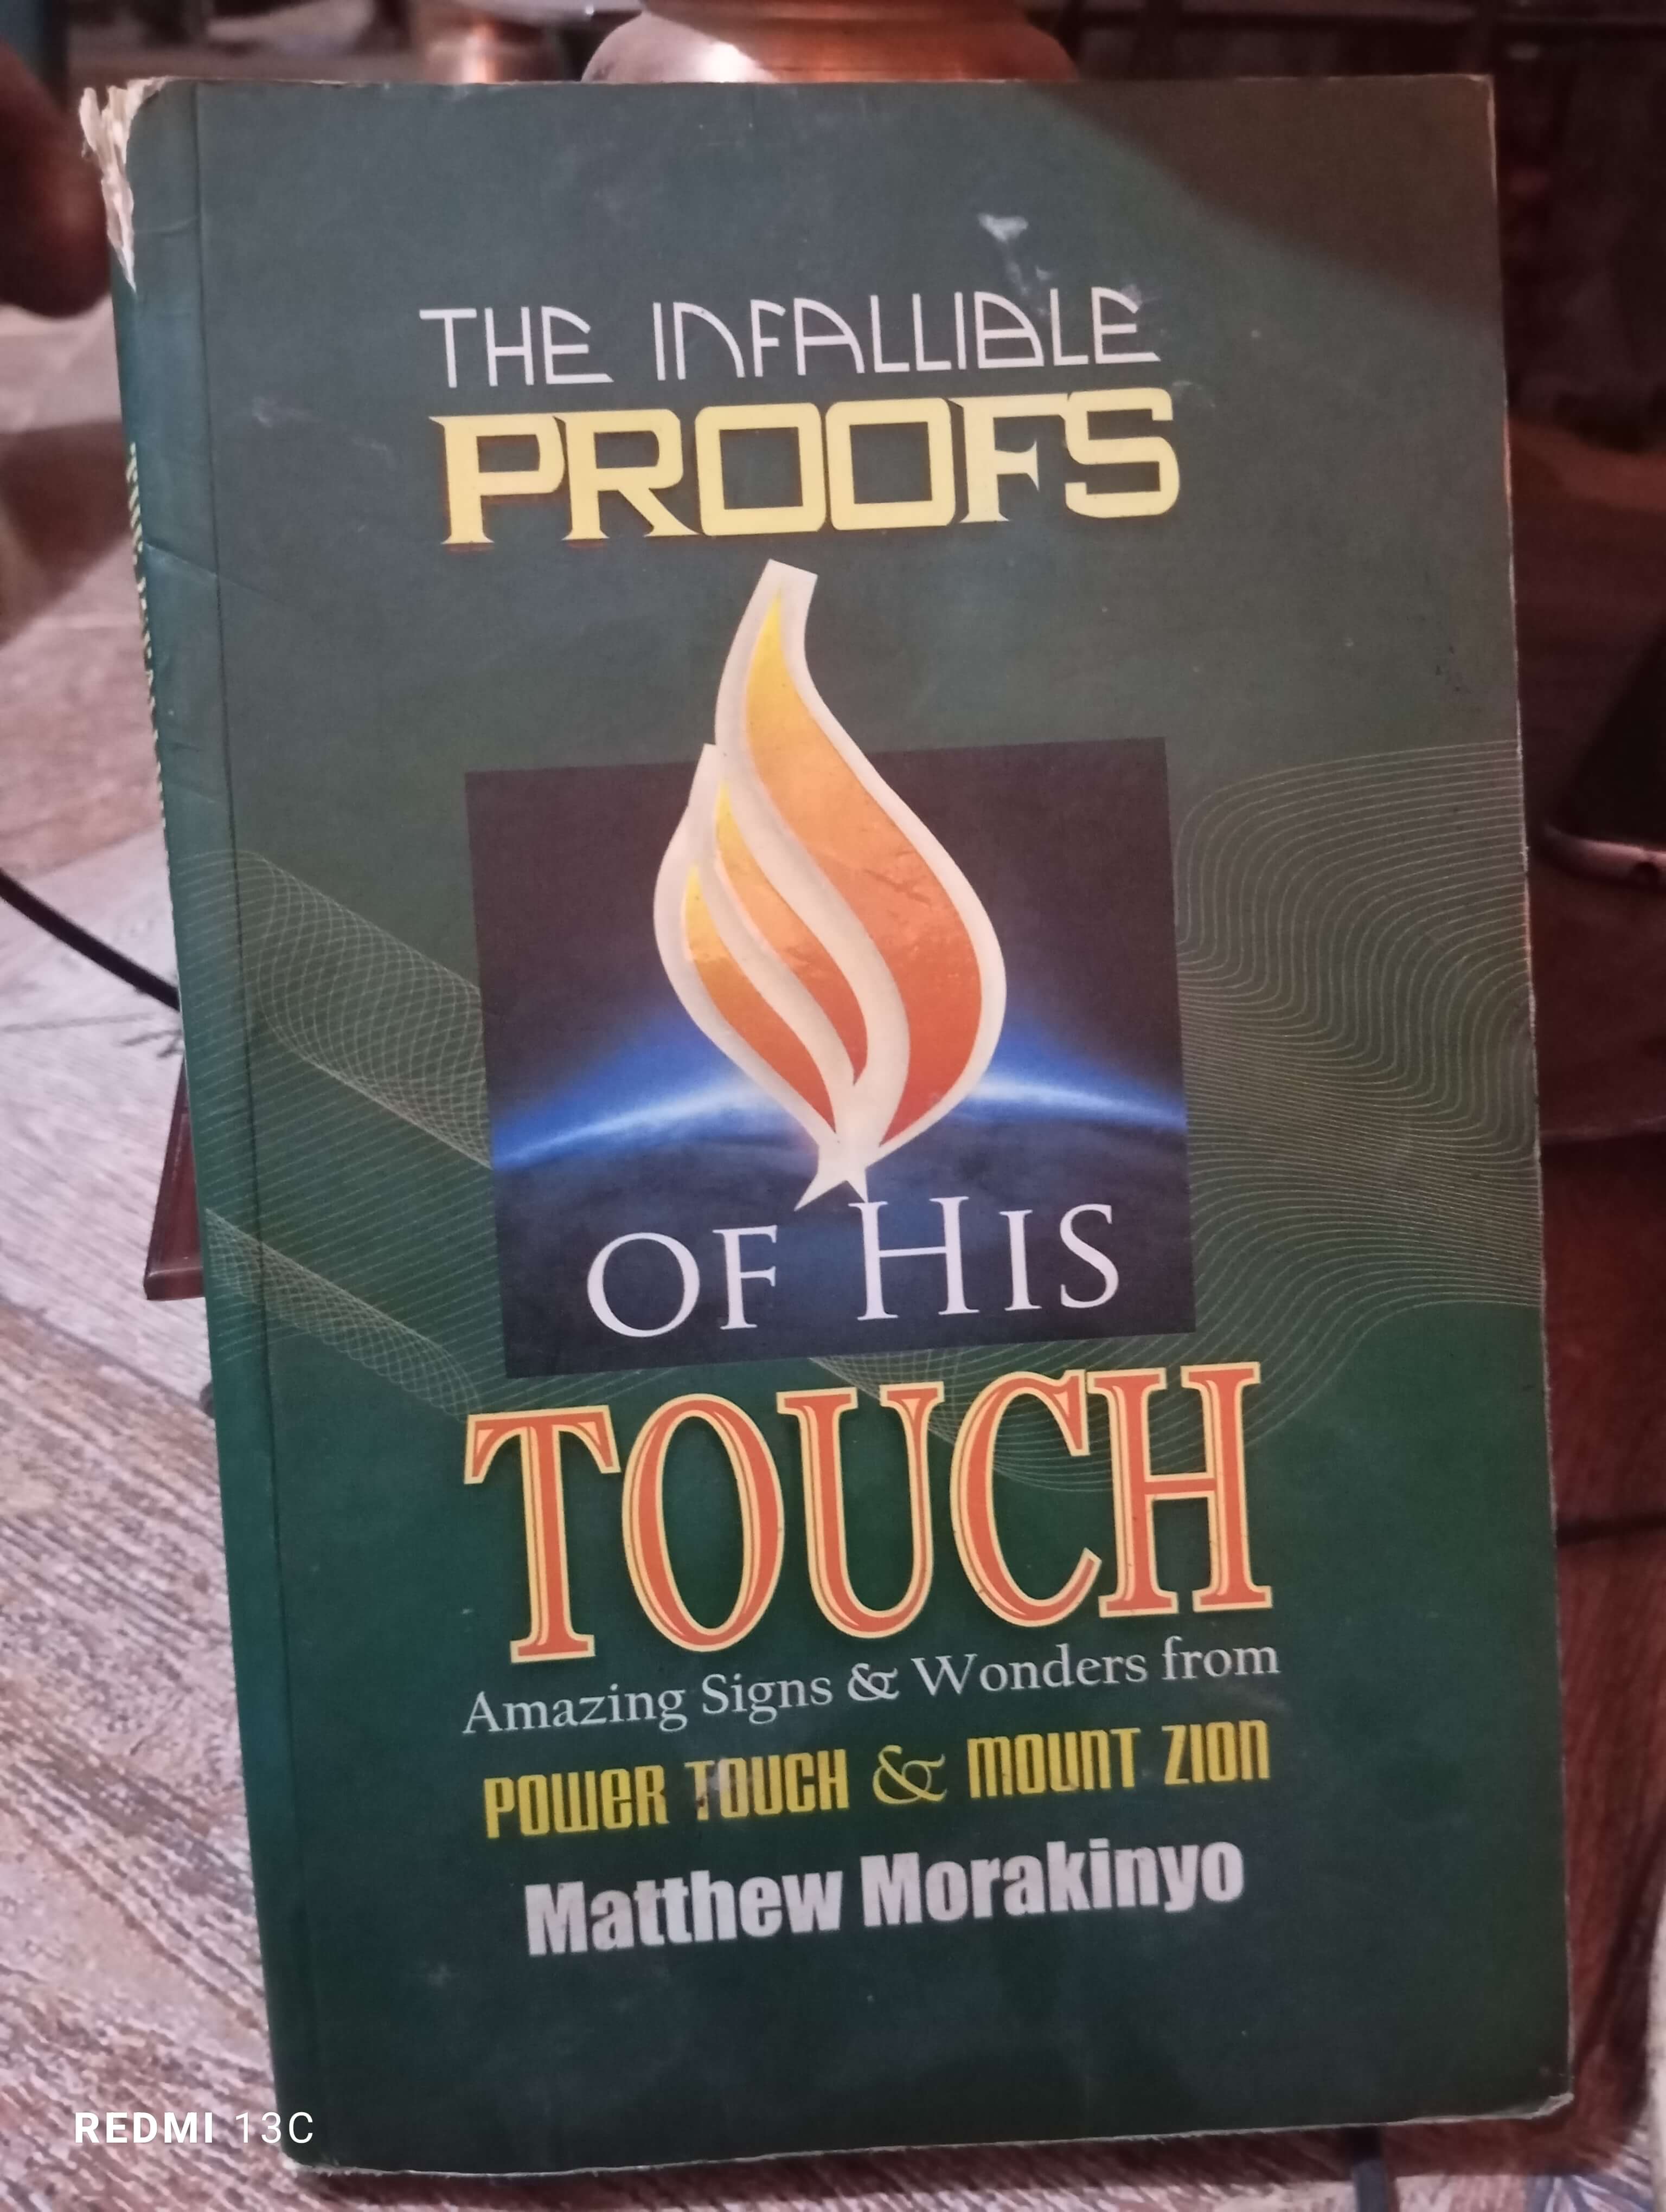 THE INFALLIBLE
PROOFS
OF HIS
TOUCH
Amazing Signs & Wonders from
POWER TOUCH & MOUNT ZION
Matthew Morakinyo
REDMI 13C